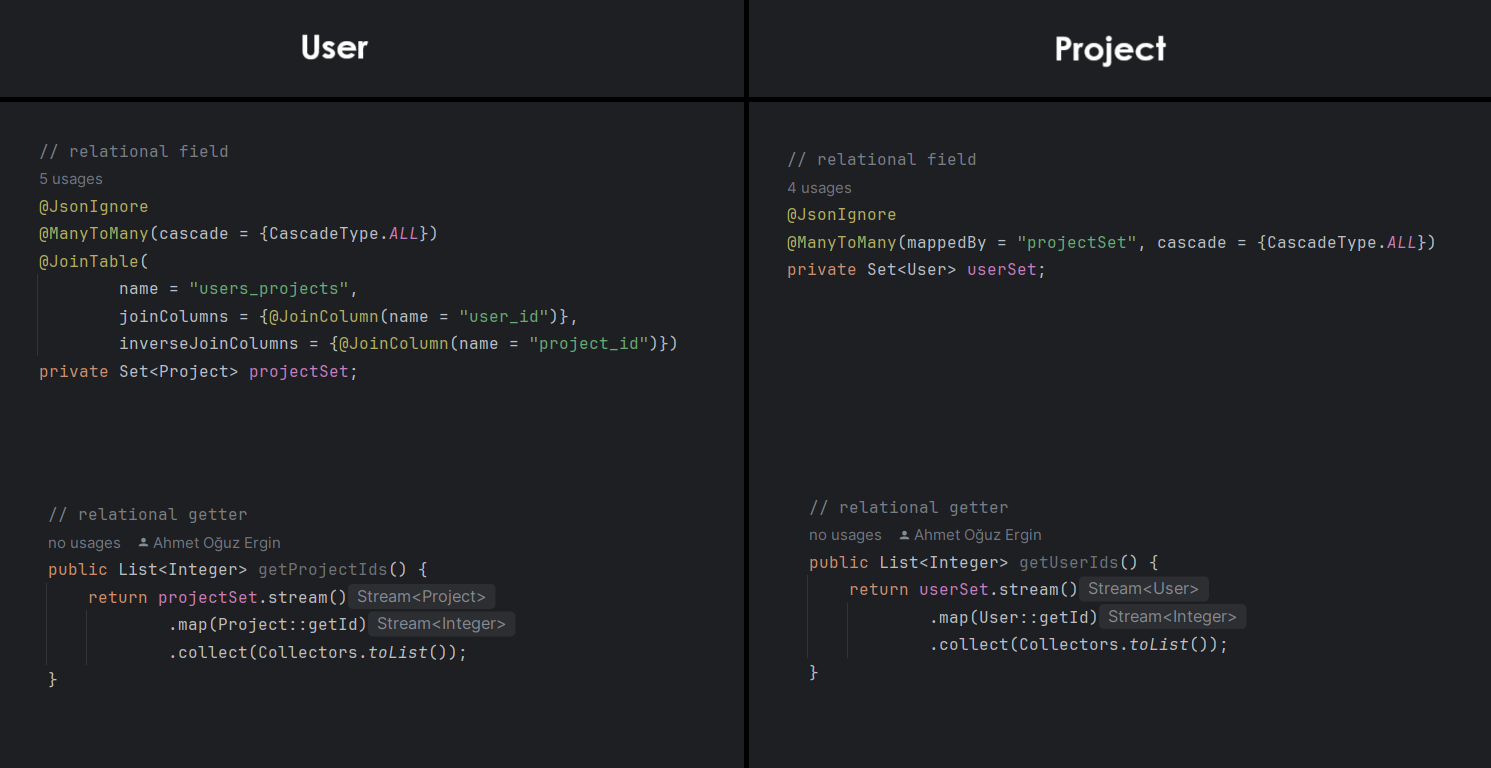 User
// relational field
5 usages
@JsonIgnore
@ManyToMany(cascade = {CascadeType.ALL})
@JoinTable(
name = "users_projects",
joinColumns = {@JoinColumn(name = "user_id")},
inverseJoinColumns = {@JoinColumn(name = "project_id")})
private Set<Project> projectSet;
// relational getter
no usages Ahmet Oğuz Ergin
public List<Integer> getProjectIds() {
return projectSet.stream() Stream<Project>
.map(Project::getId) Stream<Integer>
.collect(Collectors.toList());
}
Project
// relational field
4 usages
@JsonIgnore
@ManyToMany(mappedBy = "projectSet", cascade = {CascadeType.ALL})
private Set<User> userSet;
// relational getter
no usages Ahmet Oğuz Ergin
public List<Integer> getUserIds() {
return userSet.stream() Stream<User>
.map(User::getId) Stream<Integer>
.collect(Collectors.toList());
}